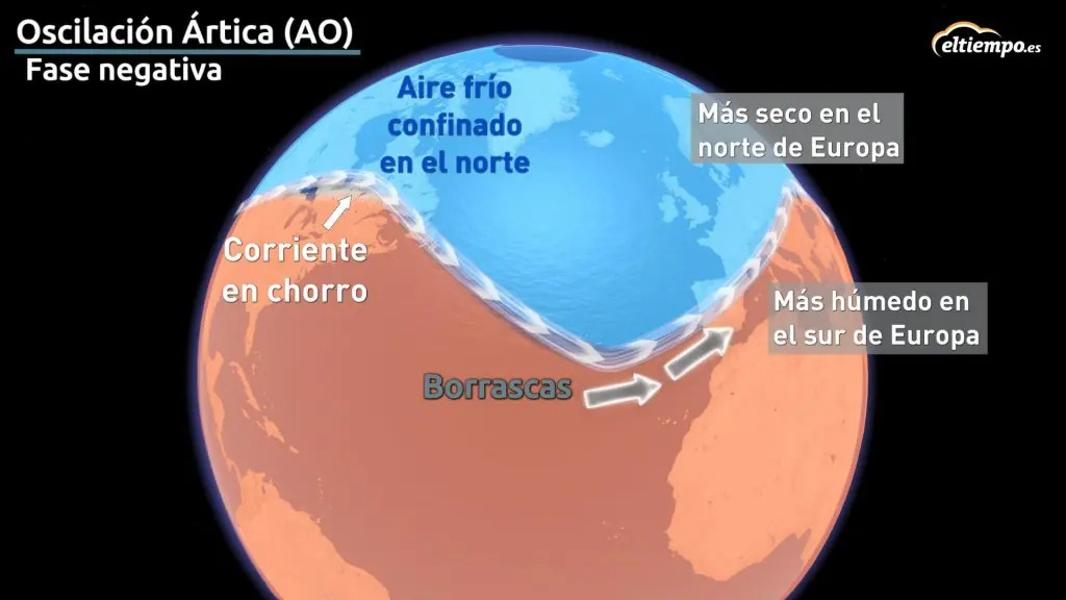 Oscilación Ártica (AO)
Fase negativa
eltiempo.es
Aire frío
confinado
en el norte
Más seco en el
norte de Europa
Corriente
en chorro
Más húmedo en
el sur de Europa
Borrascas